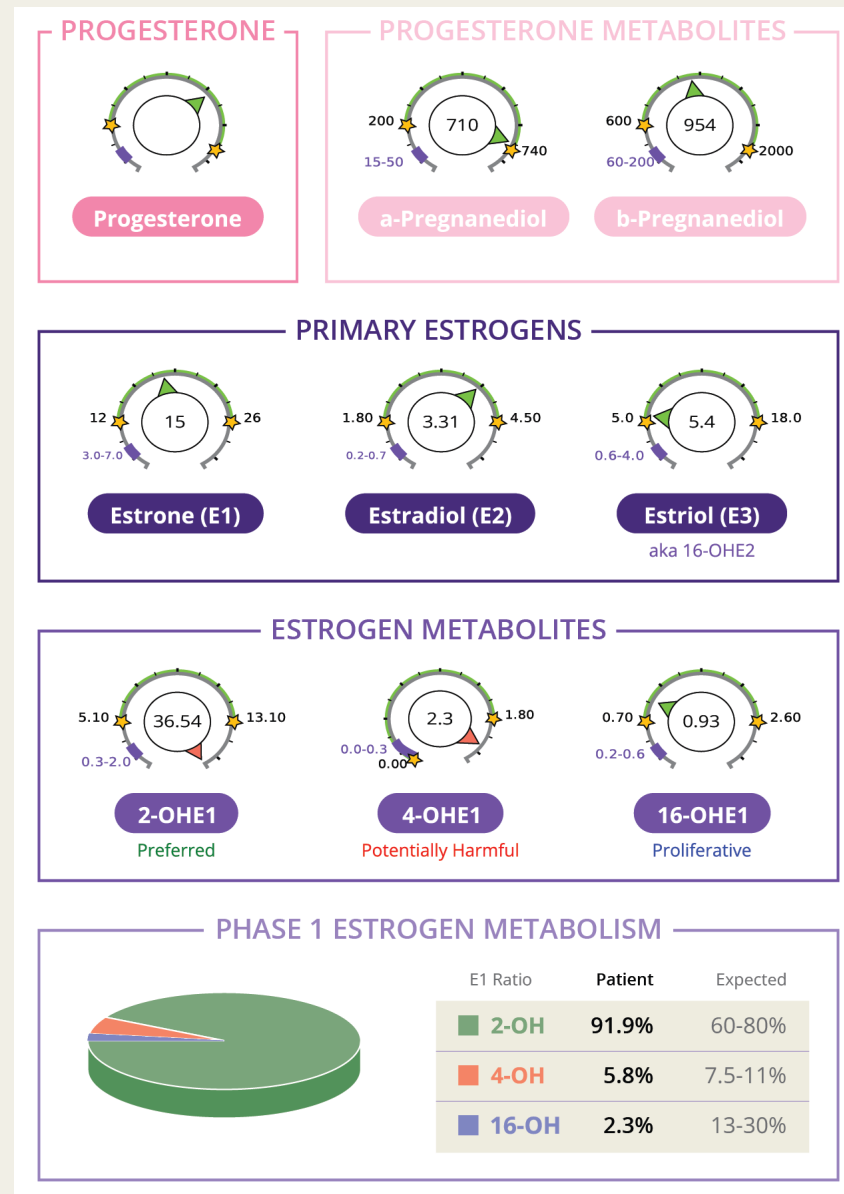 PROGESTERONE
PROGESTERONE METABOLITES
200
710
740
15-50
600
954
2000
60-200
Progesterone
a-Pregnanediol
b-Pregnanediol
PRIMARY ESTROGENS
12
15
26
3.0-7.0
1.80
3.31
4.50
0.2-0.7
5.0
5.4
18.0
0.6-4.0
Estrone (E1)
Estradiol (E2)
Estriol (E3)
aka 16-OHE2
ESTROGEN METABOLITES
5.10
36.54
13.10
0.3-2.0
2.3
1.80
0.0-0.3
0.00
0.70
0.93
2.60
0.2-0.6
2-OHE1
4-OHE1
16-OHE1
Preferred
Potentially Harmful
Proliferative
PHASE 1 ESTROGEN METABOLISM
E1 Ratio Patient Expected
2-OH 91.9% 60-80%
4-OH 5.8% 7.5-11%
16-OH 2.3% 13-30%